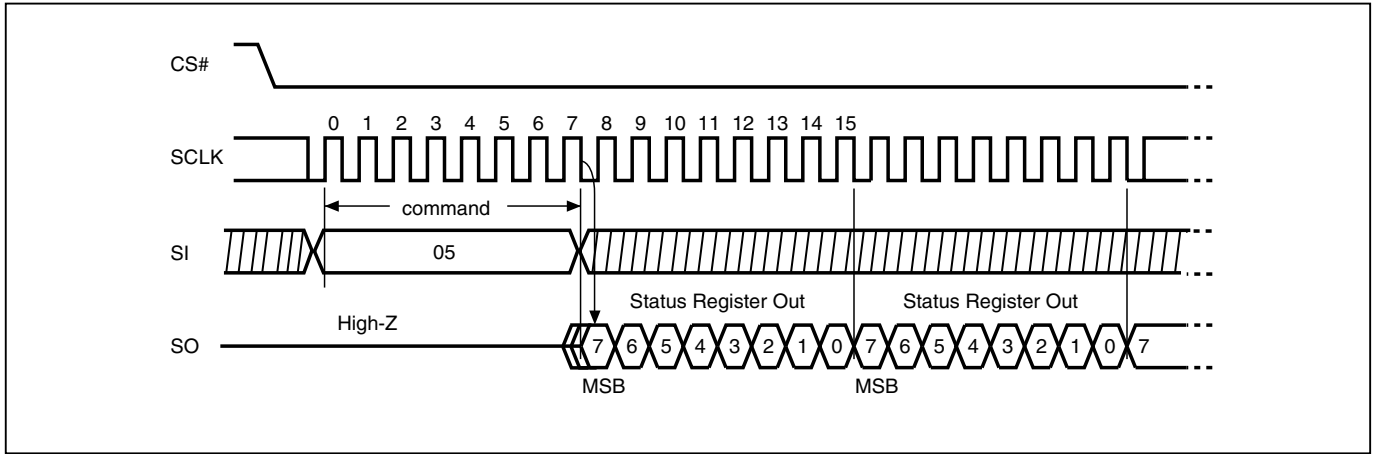 CS#
0 1 2 3 4 5 6 7 8 9 10 11 12 13 14 15
SCLK
command
SI
05
Status Register Out Status Register Out
High-Z
SO
7 6 5 4 3 2 1 0 7 6 5 4 3 2 1 0 7
MSB MSB